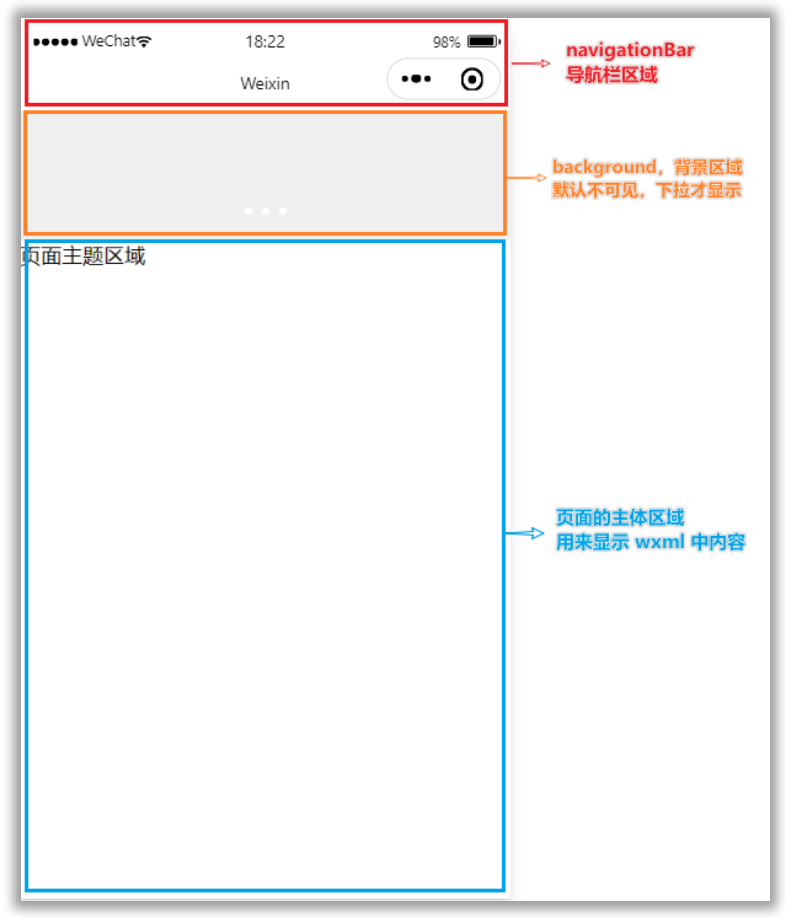 WeChat
18:22
98%
Weixin
navigationBar
导航栏区域
background，背景区域
默认不可见，下拉才显示
页面主题区域
页面的主体区域
用来显示 wxml 中内容